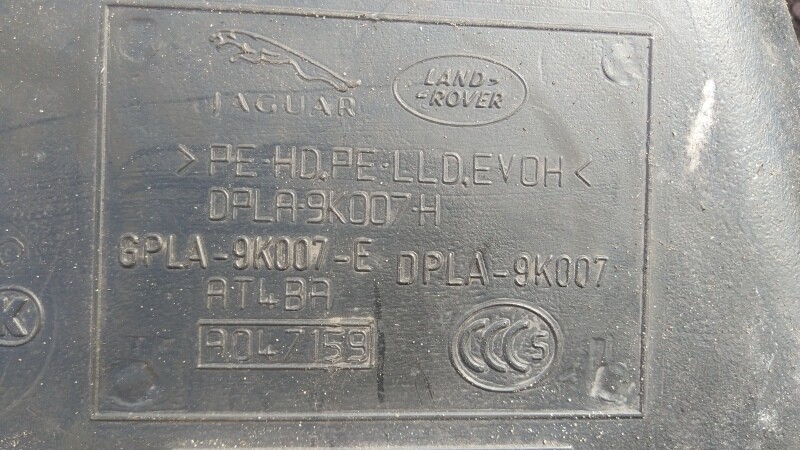 JAGUAR
LAND-
ROVER
>PE-HD,PE-LLD,EVOH<
DPLA-9K007-H
GPLA-9K007-E DPLA-9K007
AT4BA
A047159
CCC S
K